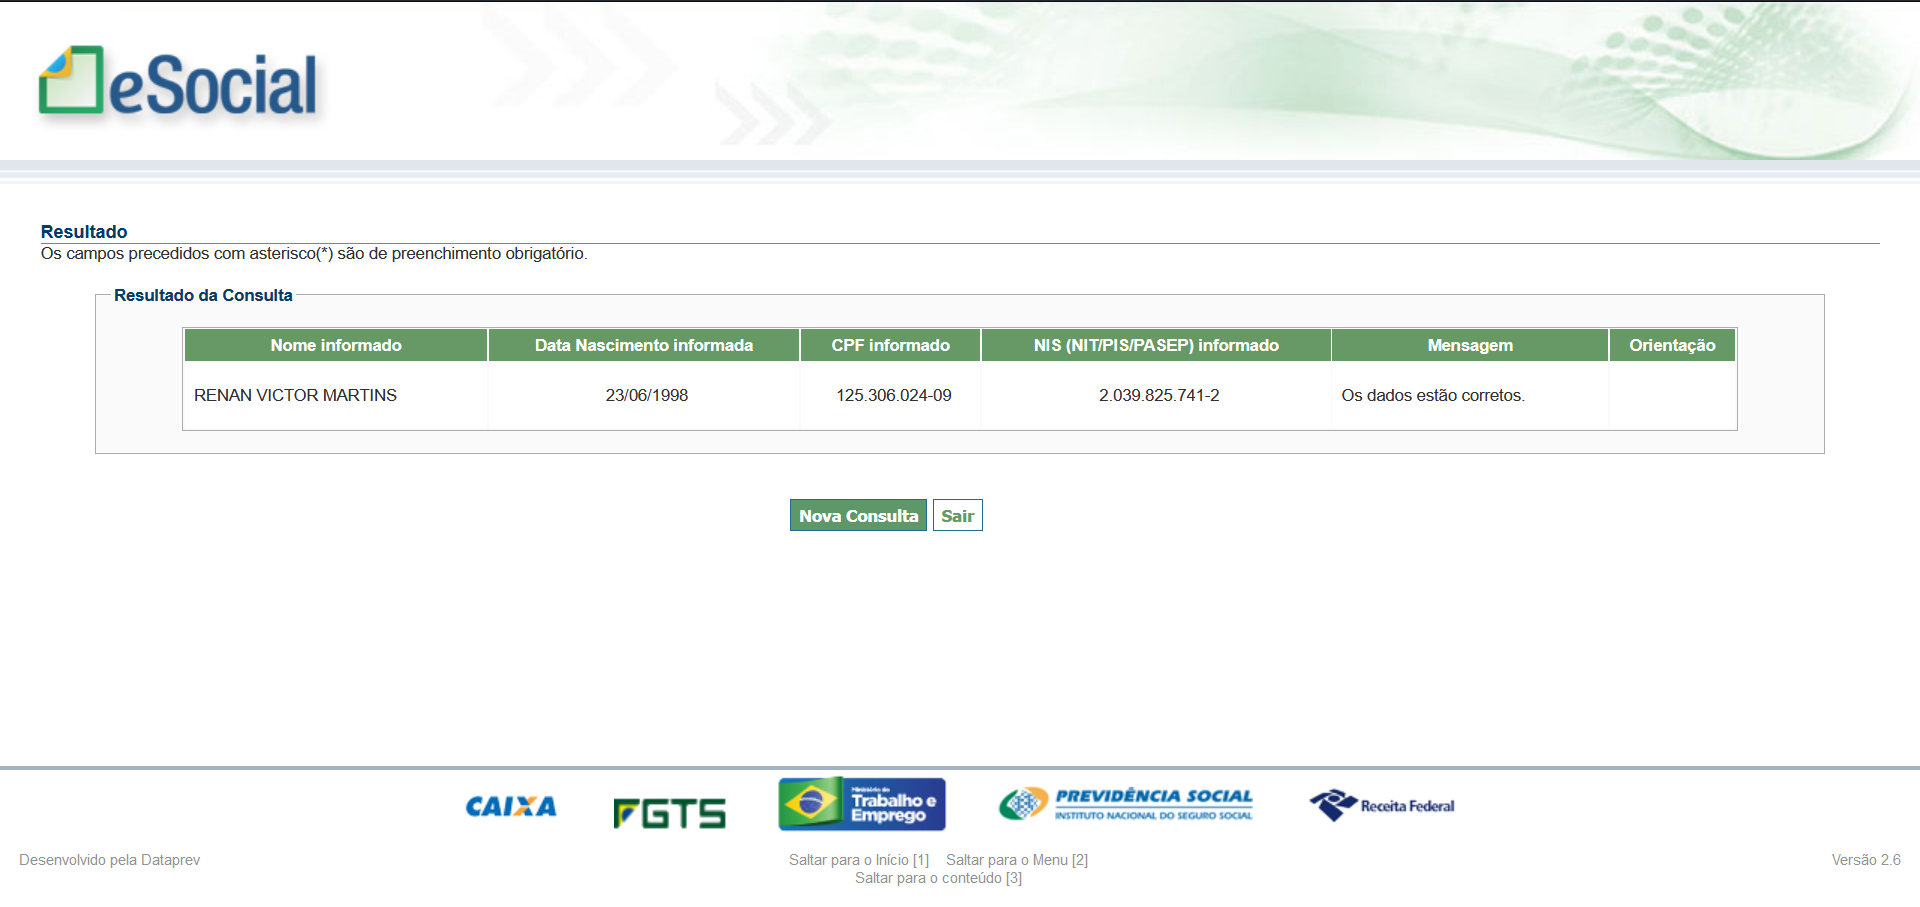 eSocial
Resultado
Os campos precedidos com asterisco(*) são de preenchimento obrigatório.
Resultado da Consulta
Nome informado Data Nascimento informada CPF informado NIS (NIT/PIS/PASEP) informado Mensagem Orientação
RENAN VICTOR MARTINS 23/06/1998 125.306.024-09 2.039.825.741-2 Os dados estão corretos.
Nova Consulta Sair
CAIXA
FGTS
Ministério do
Trabalho e
Emprego
PREVIDÊNCIA SOCIAL
INSTITUTO NACIONAL DO SEGURO SOCIAL
Receita Federal
Desenvolvido pela Dataprev
Saltar para o Início [1] Saltar para o Menu [2]
Saltar para o conteúdo [3]
Versão 2.6